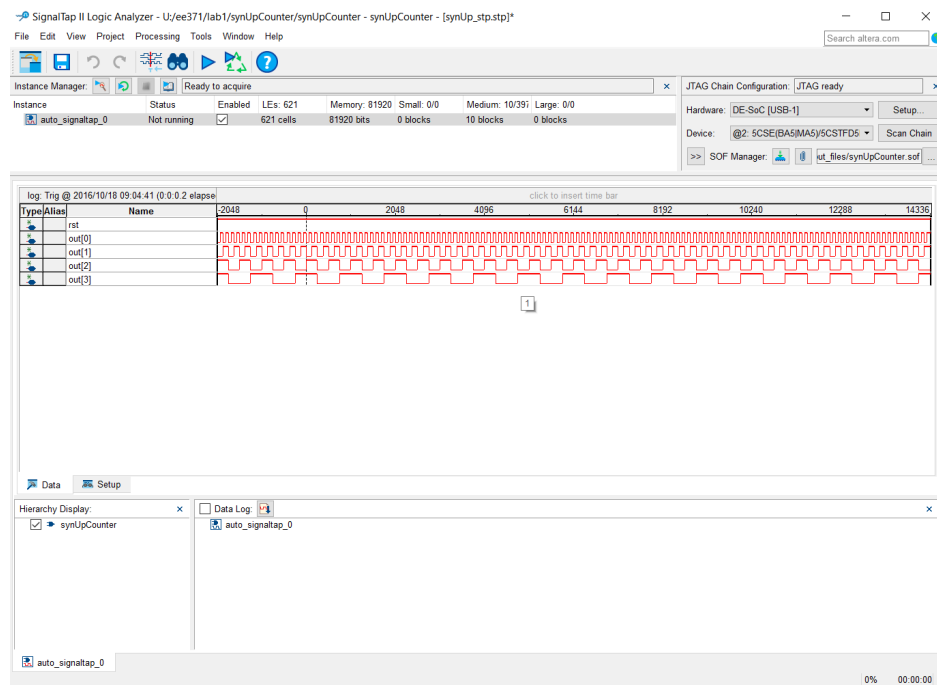 SignalTap II Logic Analyzer - U:/ee371/lab1/synUpCounter/synUpCounter - synUpCounter - [synUp_stp.stp]*
File Edit View Project Processing Tools Window Help
Search altera.com
Instance Manager: Ready to acquire
JTAG Chain Configuration: JTAG ready
Instance Status Enabled LEs: 621 Memory: 81920 Small: 0/0 Medium: 10/397 Large: 0/0
auto_signaltap_0 Not running 621 cells 81920 bits 0 blocks 10 blocks 0 blocks
Hardware: DE-SoC [USB-1] Setup...
Device: @2: 5CSE(BA5|MA5)/5CSTFD5 Scan Chain
>> SOF Manager: ut_files/synUpCounter.sof ...
log: Trig @ 2016/10/18 09:04:41 (0:0:0.2 elapse click to insert time bar
Type Alias Name -2048 0 2048 4096 6144 8192 10240 12288 14336
rst
out[0]
out[1]
out[2]
out[3]
1
Data Setup
Hierarchy Display: Data Log:
synUpCounter auto_signaltap_0
auto_signaltap_0
0% 00:00:00